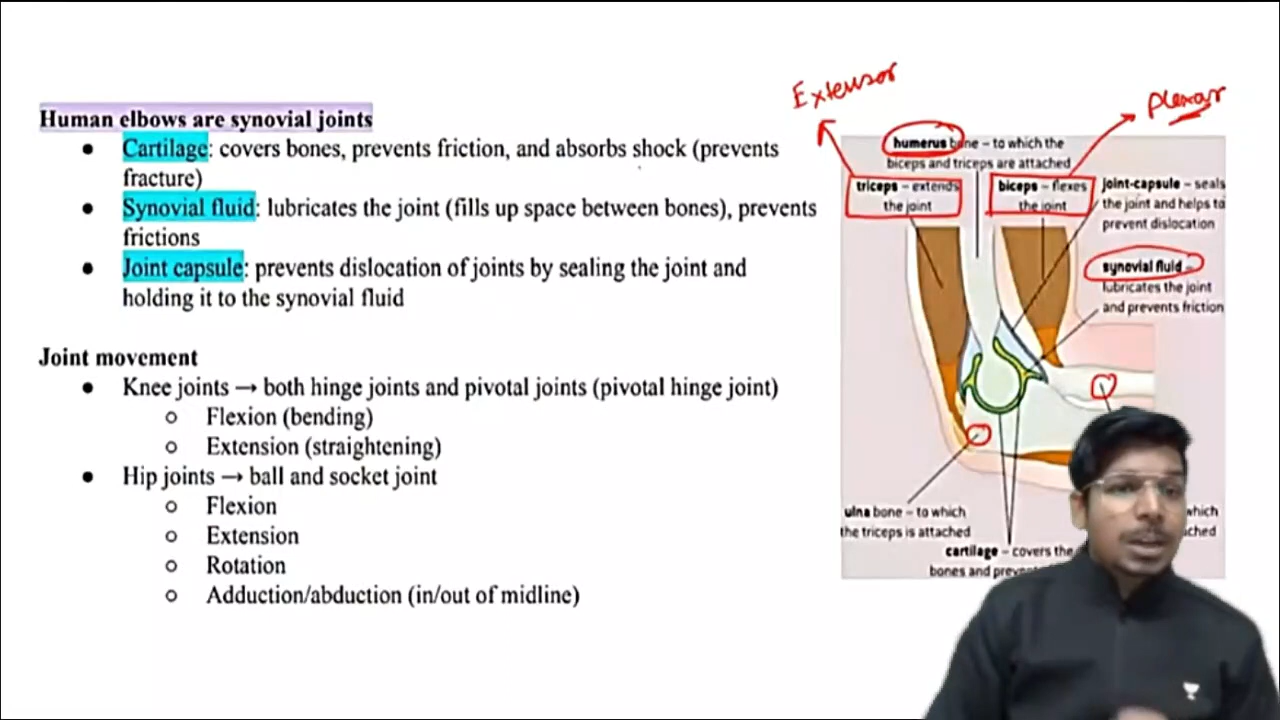 Human elbows are synovial joints
● Cartilage: covers bones, prevents friction, and absorbs shock (prevents
fracture)
● Synovial fluid: lubricates the joint (fills up space between bones), prevents
frictions
● Joint capsule: prevents dislocation of joints by sealing the joint and
holding it to the synovial fluid
Joint movement
● Knee joints → both hinge joints and pivotal joints (pivotal hinge joint)
○ Flexion (bending)
○ Extension (straightening)
● Hip joints → ball and socket joint
○ Flexion
○ Extension
○ Rotation
○ Adduction/abduction (in/out of midline)
Extensor
humerus bone – to which the
biceps and triceps are attached
triceps – extends
the joint
biceps – flexes
the joint
joint-capsule – seals
the joint and helps to
prevent dislocation
synovial fluid –
lubricates the joint
and prevents friction
ulna bone – to which
the triceps is attached
cartilage – covers the
bones and
which